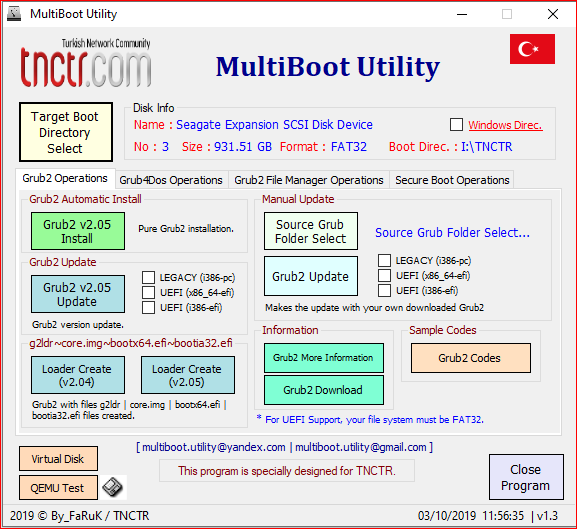 MultiBoot Utility
Turkish Network Community
tnctr.com
MultiBoot Utility
Target Boot
Directory
Select
Disk Info
Name : Seagate Expansion SCSI Disk Device
Windows Direc.
No : 3 Size : 931.51 GB Format : FAT32 Boot Direc. : I:\TNCTR
Grub2 Operations
Grub4Dos Operations
Grub2 File Manager Operations
Secure Boot Operations
Grub2 Automatic Install
Grub2 v2.05
Install
Pure Grub2 installation.
Grub2 Update
Grub2 v2.05
Update
LEGACY (i386-pc)
UEFI (x86_64-efi)
UEFI (i386-efi)
Grub2 version update.
g2ldr~core.img~bootx64.efi~bootia32.efi
Loader Create
(v2.04)
Loader Create
(v2.05)
Grub2 with files g2ldr | core.img | bootx64.efi |
bootia32.efi files created.
Manual Update
Source Grub
Folder Select
Source Grub Folder Select...
Grub2 Update
LEGACY (i386-pc)
UEFI (x86_64-efi)
UEFI (i386-efi)
Makes the update with your own downloaded Grub2
Information
Grub2 More Information
Grub2 Download
Sample Codes
Grub2 Codes
* For UEFI Support, your file system must be FAT32.
Virtual Disk
QEMU Test
[ multiboot.utility@yandex.com | multiboot.utility@gmail.com ]
This program is specially designed for TNCTR.
Close
Program
2019 © By_FaRuK / TNCTR
03/10/2019 11:56:35 | v1.3